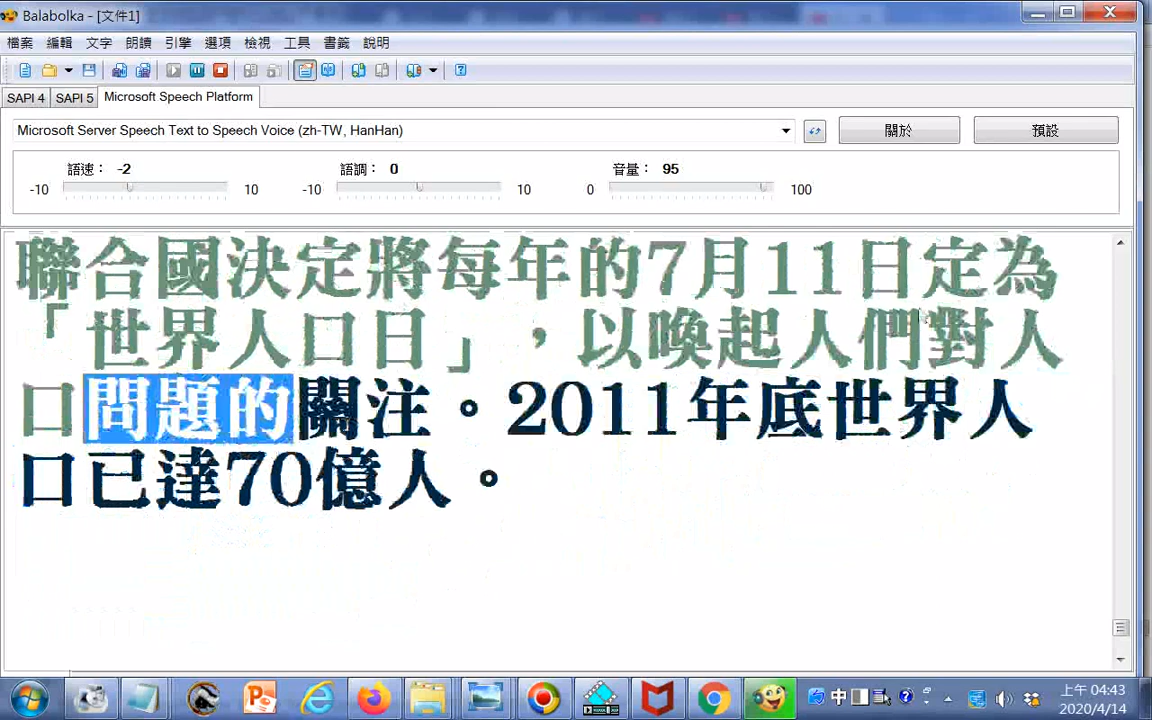 Balabolka - [文件1]
檔案 編輯 文字 朗讀 引擎 選項 檢視 工具 書籤 說明
SAPI 4 SAPI 5 Microsoft Speech Platform
Microsoft Server Speech Text to Speech Voice (zh-TW, HanHan) 關於 預設
語速： -2 語調： 0 音量： 95
-10 10 -10 10 0 100
聯合國決定將每年的7月11日定為
「世界人口日」，以喚起人們對人
口問題的關注。2011年底世界人
口已達70億人。
中 上午 04:43
2020/4/14